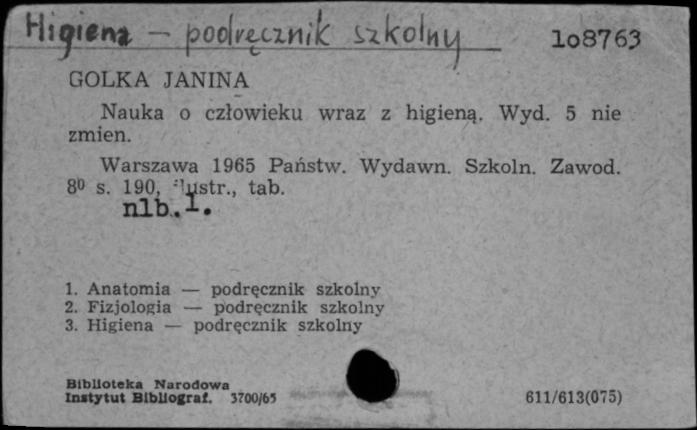 Higiena — podręcznik szkolny
108763
GOLKA JANINA
Nauka o człowieku wraz z higieną. Wyd. 5 nie
zmien.
Warszawa 1965 Państw. Wydawn. Szkoln. Zawod.
8⁰ s. 190, ilustr., tab.
nlb.1.
1. Anatomia — podręcznik szkolny
2. Fizjologia — podręcznik szkolny
3. Higiena — podręcznik szkolny
Biblioteka Narodowa
Instytut Bibliograf. 3700/65
611/613(075)